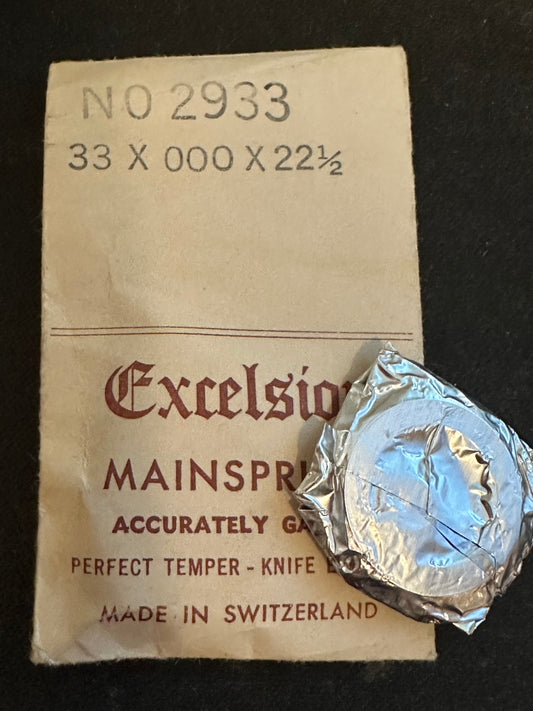 NO 2933
33 X 000 X 22½
Excelsio
MAINSPRI
ACCURATELY GA
PERFECT TEMPER - KNIFE E
MADE IN SWITZERLAND